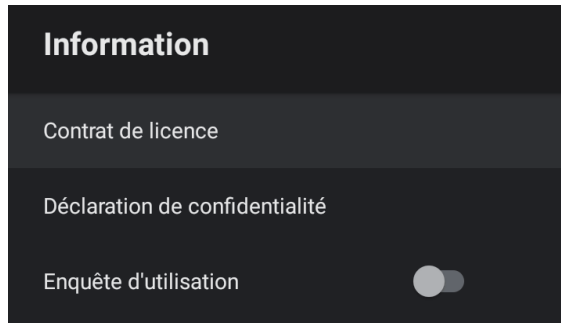 Information
Contrat de licence
Déclaration de confidentialité
Enquête d'utilisation